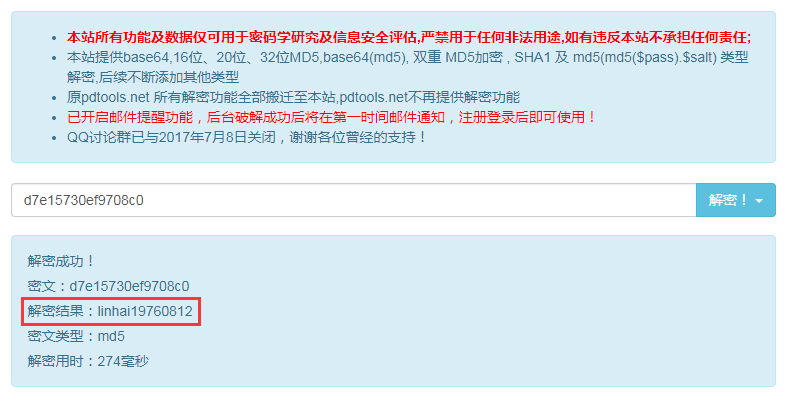 本站所有功能及数据仅可用于密码学研究及信息安全评估,严禁用于任何非法用途,如有违反本站不承担任何责任;
本站提供base64,16位、20位、32位MD5,base64(md5), 双重 MD5加密 , SHA1 及 md5(md5($pass).$salt) 类型
解密,后续不断添加其他类型
原pdtools.net 所有解密功能全部搬迁至本站,pdtools.net不再提供解密功能
已开启邮件提醒功能，后台破解成功后将在第一时间邮件通知，注册登录后即可使用！
QQ讨论群已与2017年7月8日关闭，谢谢各位曾经的支持！
d7e15730ef9708c0 解密！
解密成功！
密文：d7e15730ef9708c0
解密结果：linhai19760812
密文类型：md5
解密用时：274毫秒